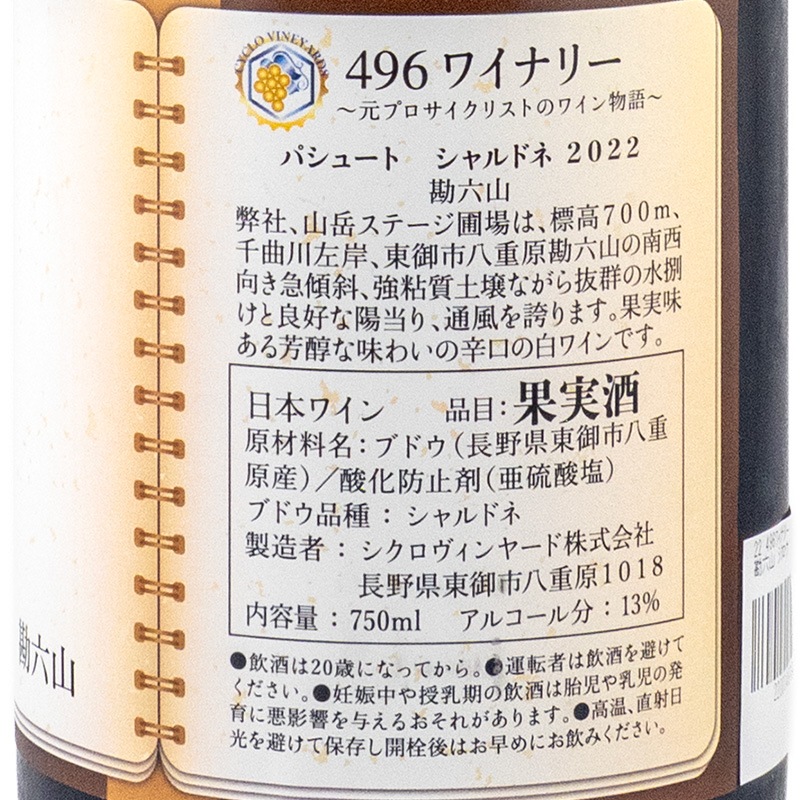 CYCLO VINEYARDS
496ワイナリー
～元プロサイクリストのワイン物語～
パシュート シャルドネ 2022
勘六山
弊社、山岳ステージ圃場は、標高700m、
千曲川左岸、東御市八重原勘六山の南西
向き急傾斜、強粘質土壌ながら抜群の水捌
けと良好な陽当り、通風を誇ります。果実味
ある芳醇な味わいの辛口の白ワインです。
日本ワイン 品目：果実酒
原材料名：ブドウ（長野県東御市八重
原産）／酸化防止剤（亜硫酸塩）
ブドウ品種：シャルドネ
製造者：シクロヴィンヤード株式会社
長野県東御市八重原1018
内容量：750ml アルコール分：13%
●飲酒は20歳になってから。●運転者は飲酒を避けて
ください。●妊娠中や授乳期の飲酒は胎児や乳児の発
育に悪影響を与えるおそれがあります。●高温、直射日
光を避けて保存し開栓後はお早めにお飲みください。
勘六山